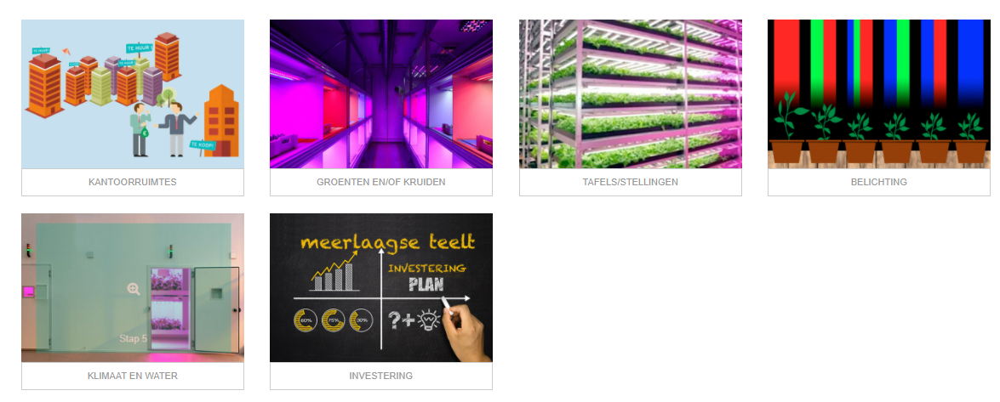 TE HUUR
TE HUUR !
TE HUUR
TE KOOP!
KANTOORRUIMTES
GROENTEN EN/OF KRUIDEN
TAFELS/STELLINGEN
BELICHTING
Stap 5
KLIMAAT EN WATER
meerlaagse teelt
INVESTERING
PLAN
60% 75% 30%
?+
INVESTERING